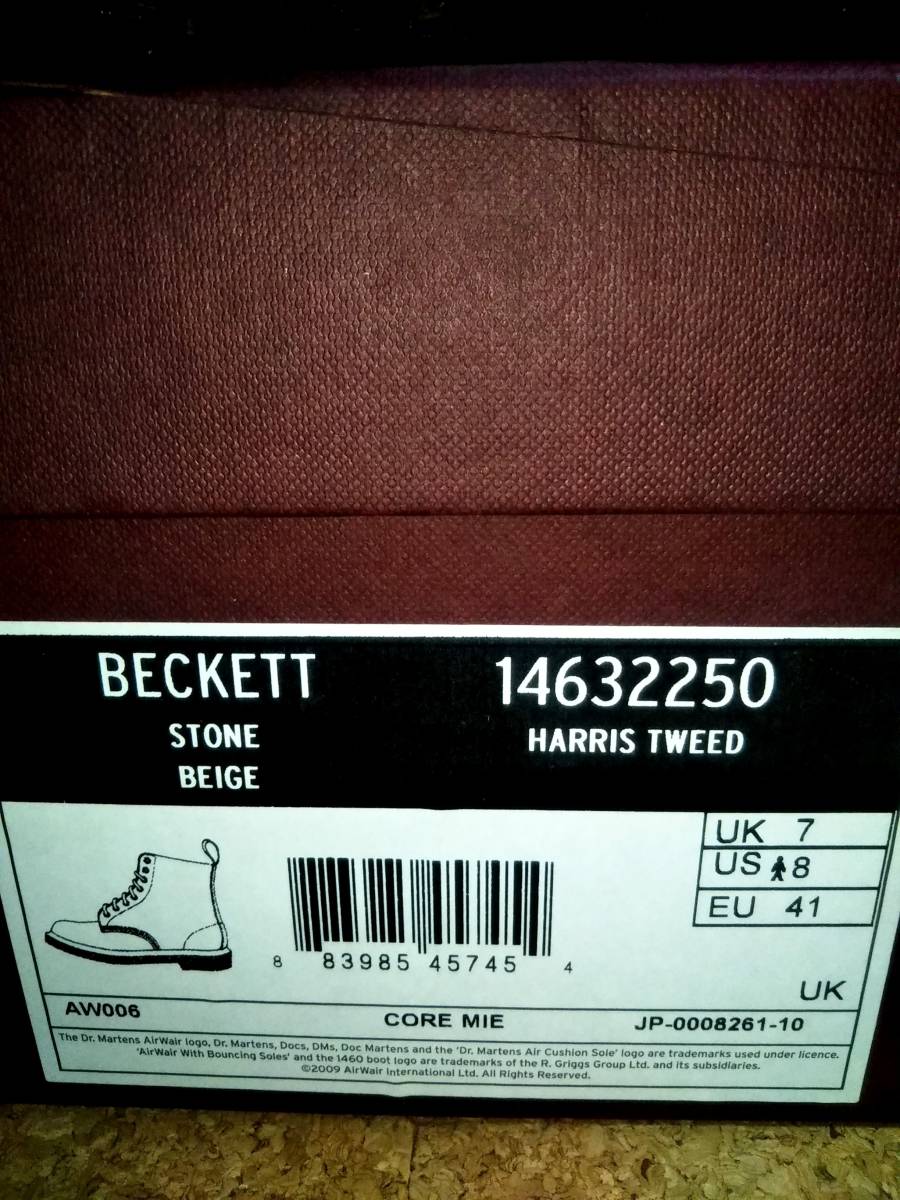 BECKETT
STONE
BEIGE
14632250
HARRIS TWEED
UK 7
US 8
EU 41
8 83985 45745 4
UK
AW006
CORE MIE
JP-0008261-10
The Dr. Martens AirWair logo, Dr. Martens, Docs, DMs, Doc Martens and the 'Dr. Martens Air Cushion Sole' logo are trademarks used under licence.
'AirWair With Bouncing Soles' and the 1460 boot logo are trademarks of the R. Griggs Group Ltd. and its subsidiaries.
©2009 AirWair International Ltd. All Rights Reserved.